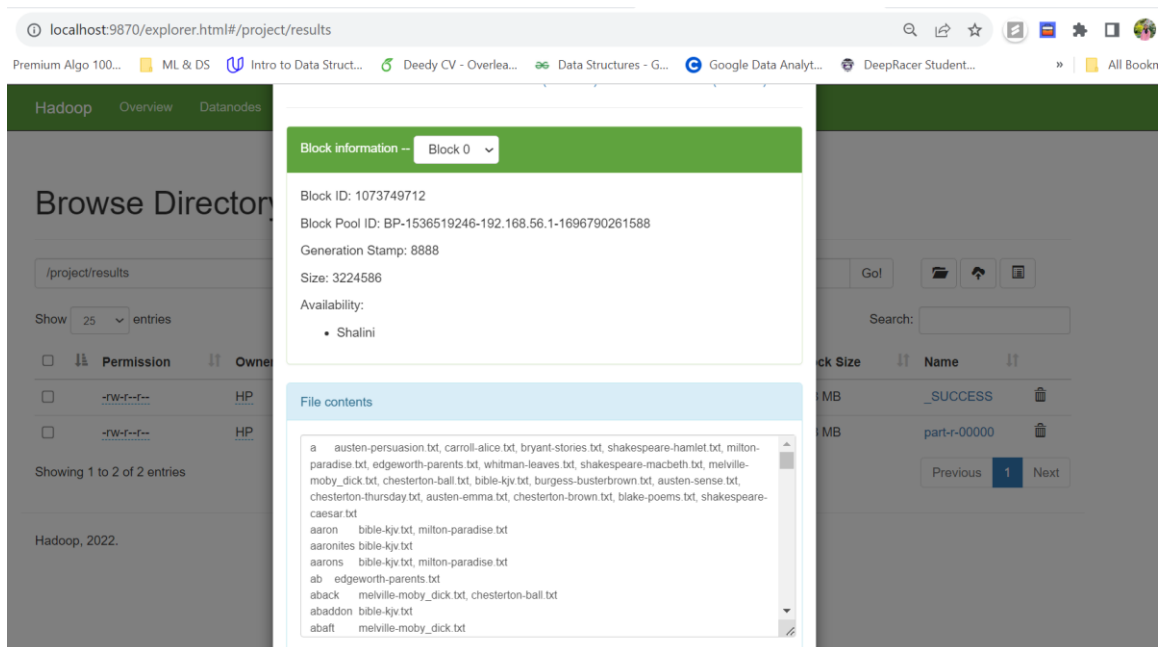 localhost:9870/explorer.html#/project/results
Premium Algo 100... ML & DS Intro to Data Struct... Deedy CV - Overlea... Data Structures - G... Google Data Analyt... DeepRacer Student... » All Bookn
Hadoop Overview Datanodes
Block information -- Block 0
Block ID: 1073749712
Block Pool ID: BP-1536519246-192.168.56.1-1696790261588
Generation Stamp: 8888
Size: 3224586
Availability:
• Shalini
Browse Directory
/project/results Go!
Show 25 entries Search:
Permission Owner ck Size Name
-rw-r--r-- HP MB _SUCCESS
-rw-r--r-- HP MB part-r-00000
Showing 1 to 2 of 2 entries Previous 1 Next
Hadoop, 2022.
File contents
a austen-persuasion.txt, carroll-alice.txt, bryant-stories.txt, shakespeare-hamlet.txt, milton-
paradise.txt, edgeworth-parents.txt, whitman-leaves.txt, shakespeare-macbeth.txt, melville-
moby_dick.txt, chesterton-ball.txt, bible-kjv.txt, burgess-busterbrown.txt, austen-sense.txt,
chesterton-thursday.txt, austen-emma.txt, chesterton-brown.txt, blake-poems.txt, shakespeare-
caesar.txt
aaron bible-kjv.txt, milton-paradise.txt
aaronites bible-kjv.txt
aarons bible-kjv.txt, milton-paradise.txt
ab edgeworth-parents.txt
aback melville-moby_dick.txt, chesterton-ball.txt
abaddon bible-kjv.txt
abaft melville-moby_dick.txt